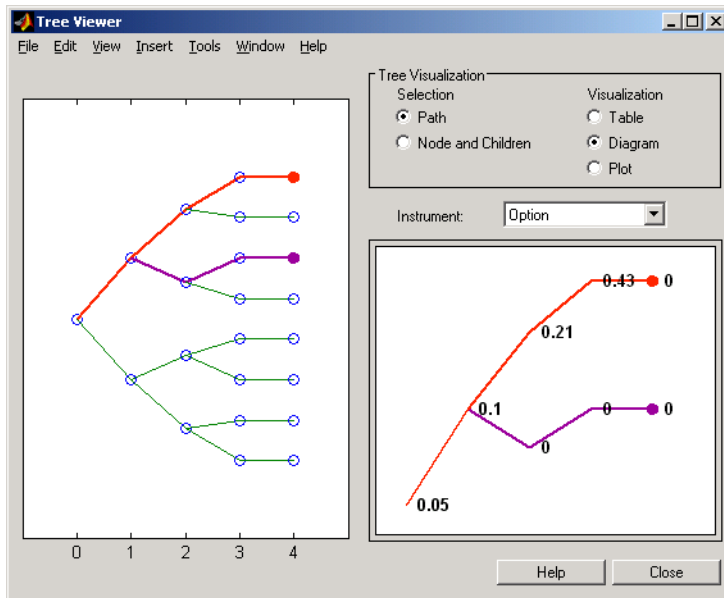 Tree Viewer
File Edit View Insert Tools Window Help
Tree Visualization
Selection
Path
Node and Children
Visualization
Table
Diagram
Plot
Instrument: Option
0.43 0
0.21
0.1 0 0
0
0.05
0 1 2 3 4
Help Close